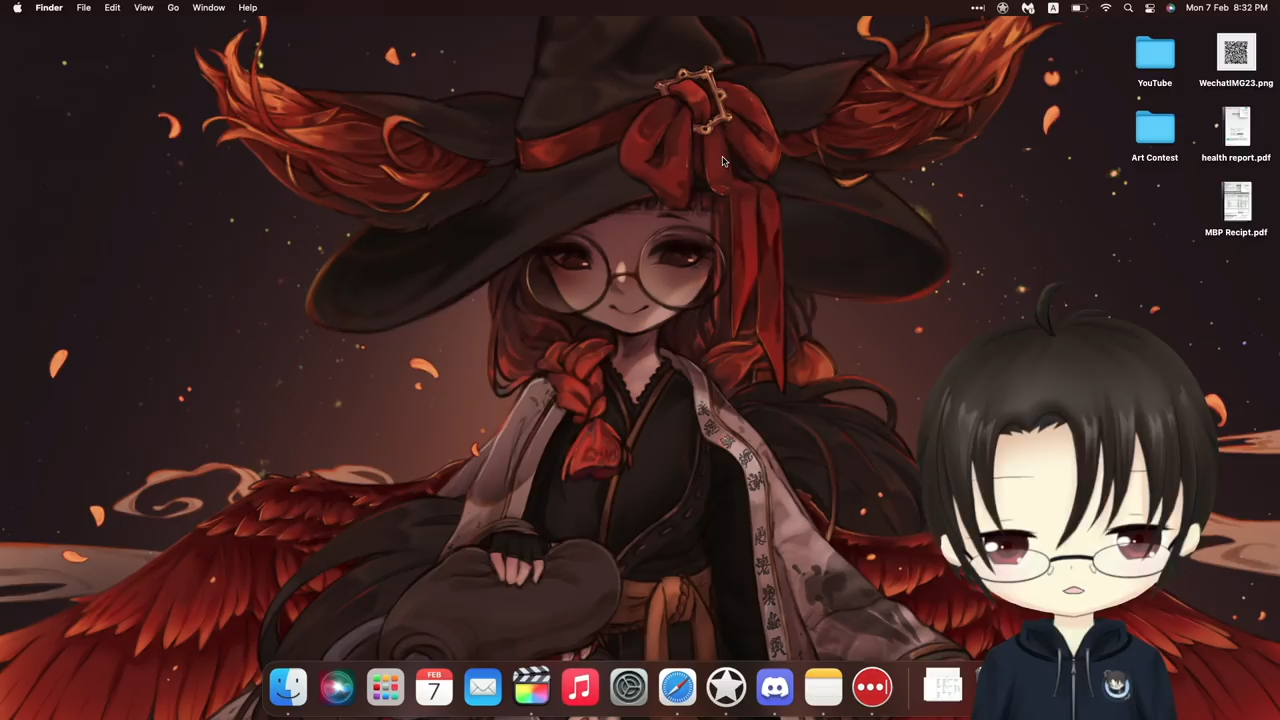 Finder File Edit View Go Window Help A Mon 7 Feb 8:32 PM
YouTube WechatIMG23.png
Art Contest health report.pdf
MBP Recipt.pdf
FEB
7